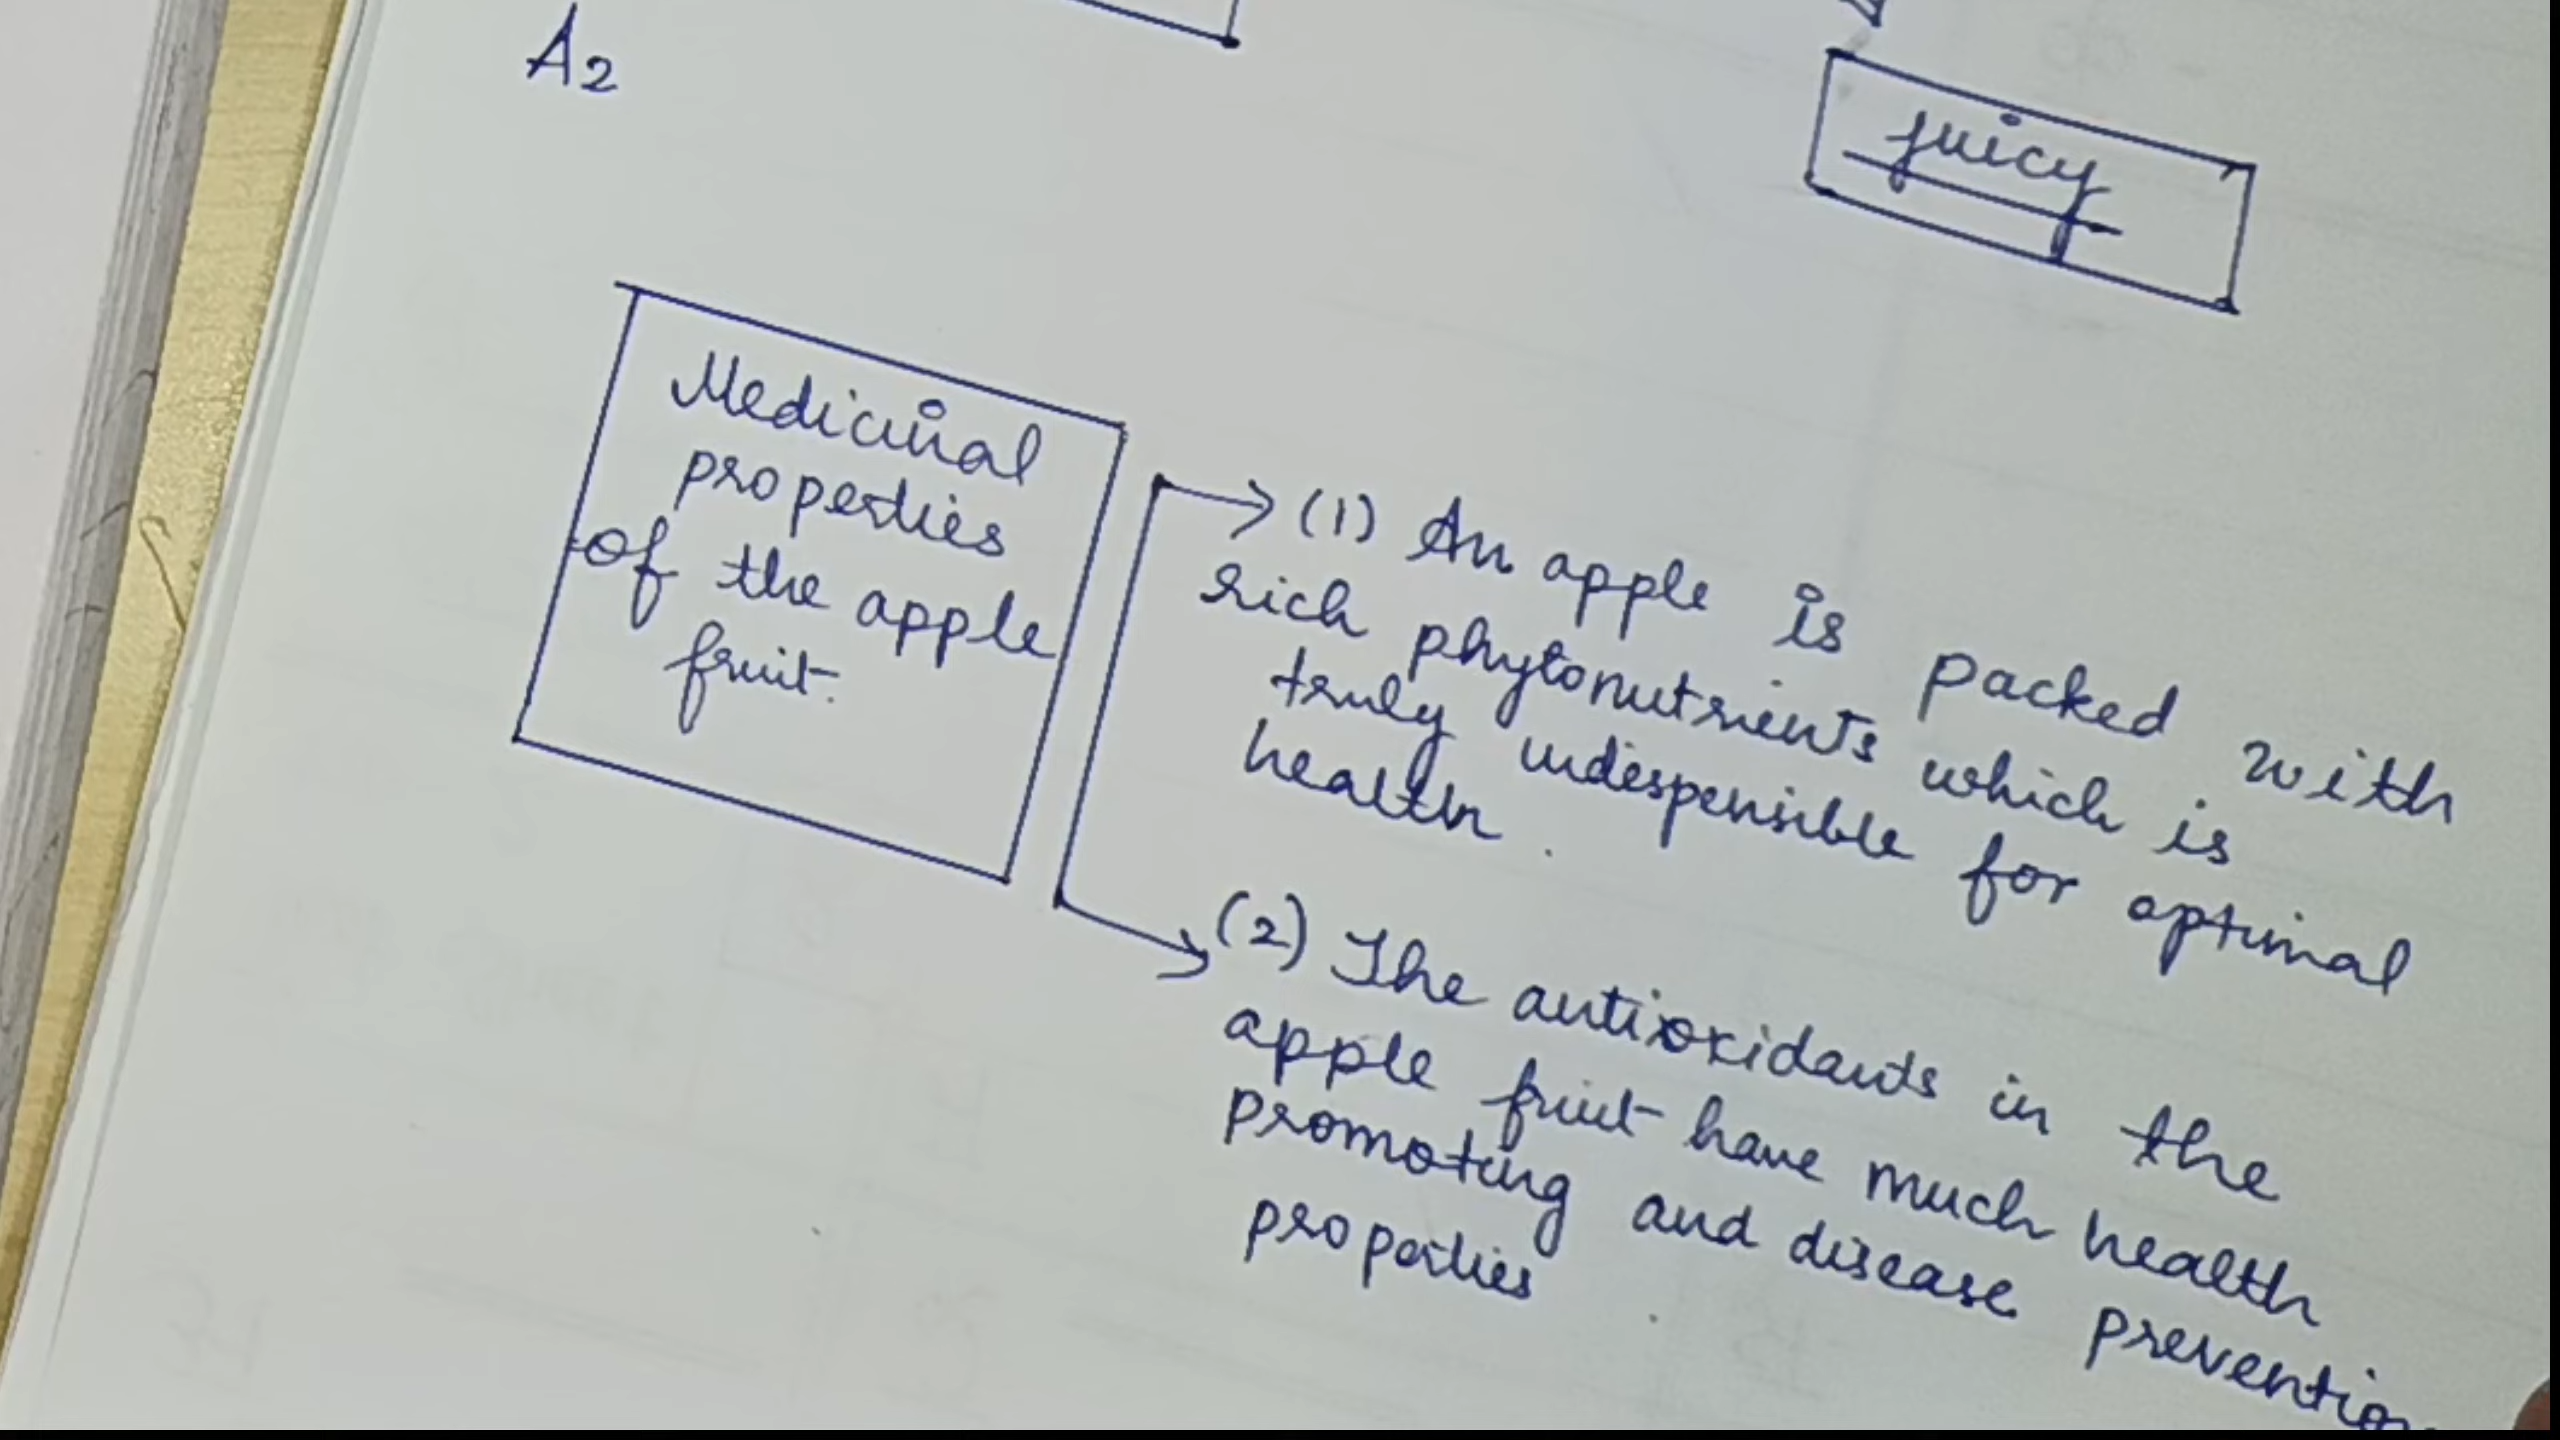 A2
juicy
Medicinal
properties
of the apple
fruit.
(1) An apple is packed with
rich phytonutrients which is
truly indespensible for optimal
health.
(2) The antioxidants in the
apple fruit have much health
promoting and disease prevention
properties.